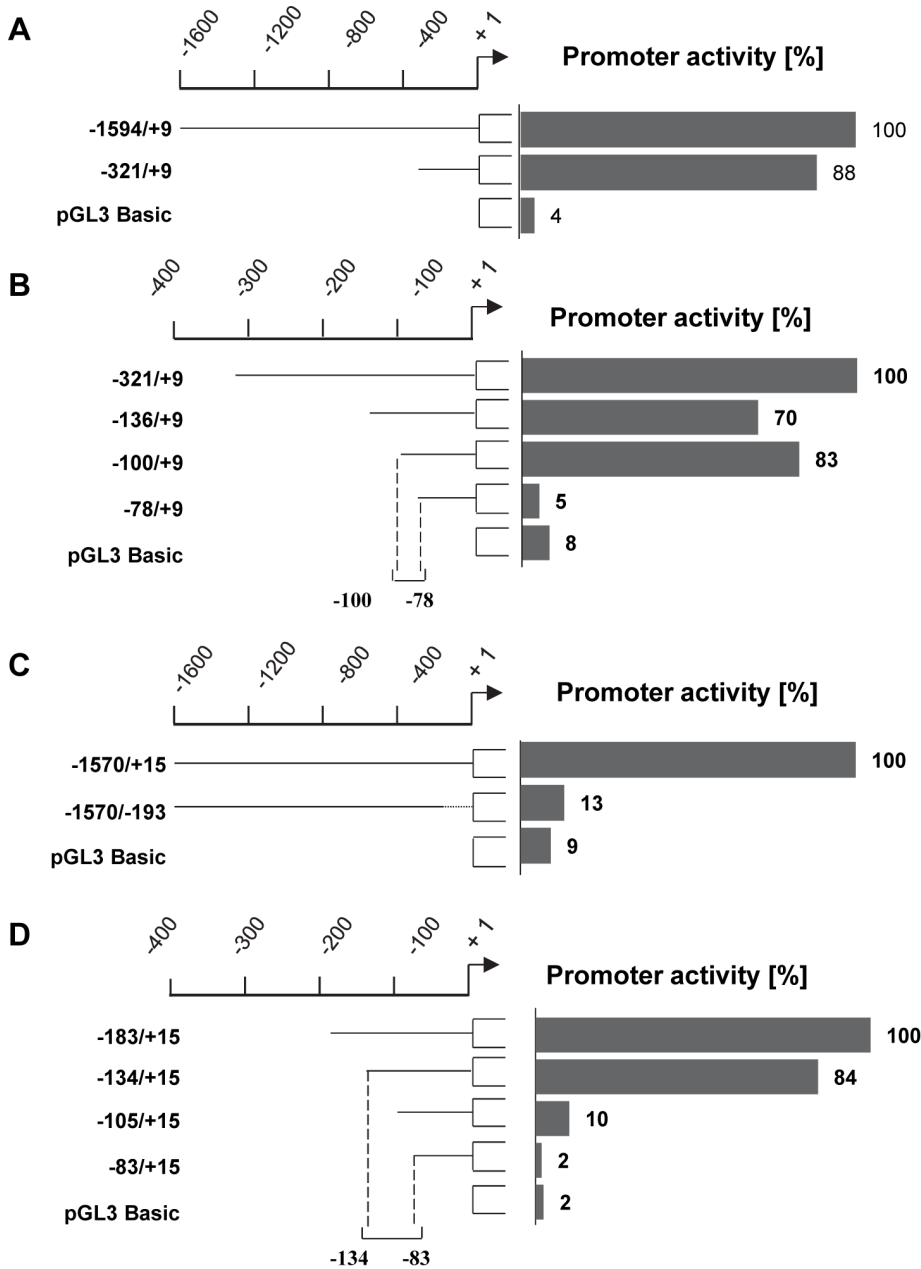 A
-1600 -1200 -800 -400 + 1
Promoter activity [%]
-1594/+9 100
-321/+9 88
pGL3 Basic 4
B
-400 -300 -200 -100 + 1
Promoter activity [%]
-321/+9 100
-136/+9 70
-100/+9 83
-78/+9 5
pGL3 Basic 8
-100 -78
C
-1600 -1200 -800 -400 + 1
Promoter activity [%]
-1570/+15 100
-1570/-193 13
pGL3 Basic 9
D
-400 -300 -200 -100 + 1
Promoter activity [%]
-183/+15 100
-134/+15 84
-105/+15 10
-83/+15 2
pGL3 Basic 2
-134 -83